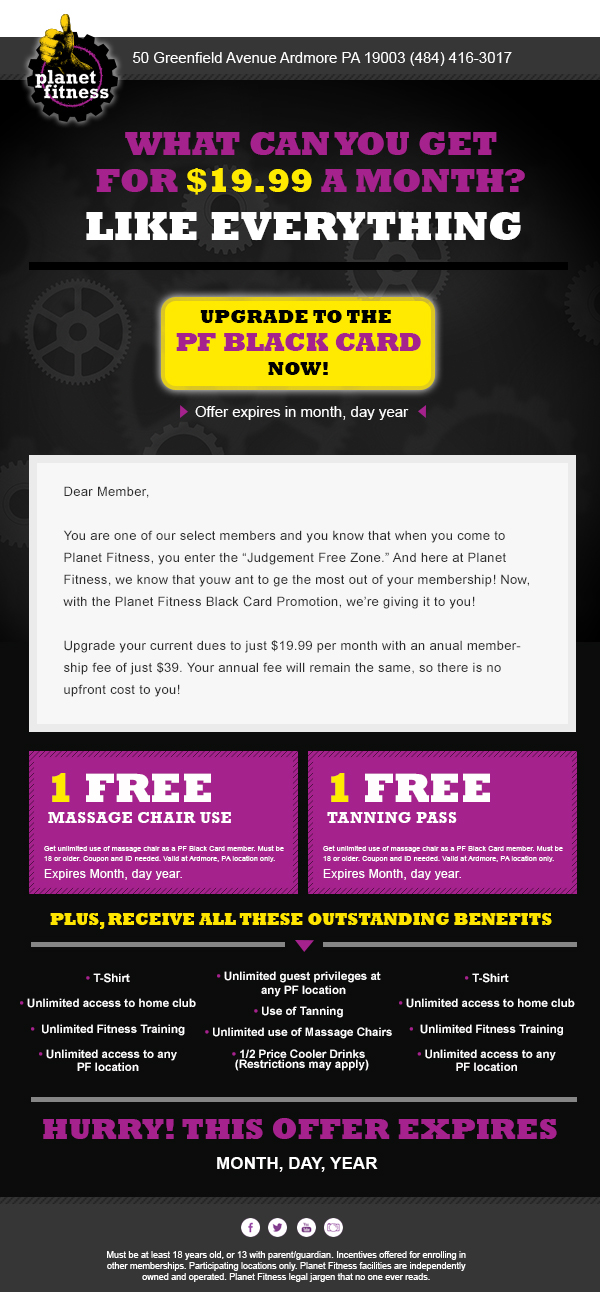 planet
fitness
50 Greenfield Avenue Ardmore PA 19003 (484) 416-3017
WHAT CAN YOU GET
FOR $19.99 A MONTH?
LIKE EVERYTHING
UPGRADE TO THE
PF BLACK CARD
NOW!
Offer expires in month, day year
Dear Member,
You are one of our select members and you know that when you come to
Planet Fitness, you enter the “Judgement Free Zone.” And here at Planet
Fitness, we know that youw ant to ge the most out of your membership! Now,
with the Planet Fitness Black Card Promotion, we’re giving it to you!
Upgrade your current dues to just $19.99 per month with an anual member-
ship fee of just $39. Your annual fee will remain the same, so there is no
upfront cost to you!
1 FREE
MASSAGE CHAIR USE
Get unlimited use of massage chair as a PF Black Card member. Must be
18 or older. Coupon and ID needed. Valid at Ardmore, PA location only.
Expires Month, day year.
1 FREE
TANNING PASS
Get unlimited use of massage chair as a PF Black Card member. Must be
18 or older. Coupon and ID needed. Valid at Ardmore, PA location only.
Expires Month, day year.
PLUS, RECEIVE ALL THESE OUTSTANDING BENEFITS
• T-Shirt
• Unlimited access to home club
• Unlimited Fitness Training
• Unlimited access to any
PF location
• Unlimited guest privileges at
any PF location
• Use of Tanning
• Unlimited use of Massage Chairs
• 1/2 Price Cooler Drinks
(Restrictions may apply)
• T-Shirt
• Unlimited access to home club
• Unlimited Fitness Training
• Unlimited access to any
PF location
HURRY! THIS OFFER EXPIRES
MONTH, DAY, YEAR
Must be at least 18 years old, or 13 with parent/guardian. Incentives offered for enrolling in
other memberships. Participating locations only. Planet Fitness facilities are independently
owned and operated. Planet Fitness legal jargen that no one ever reads.